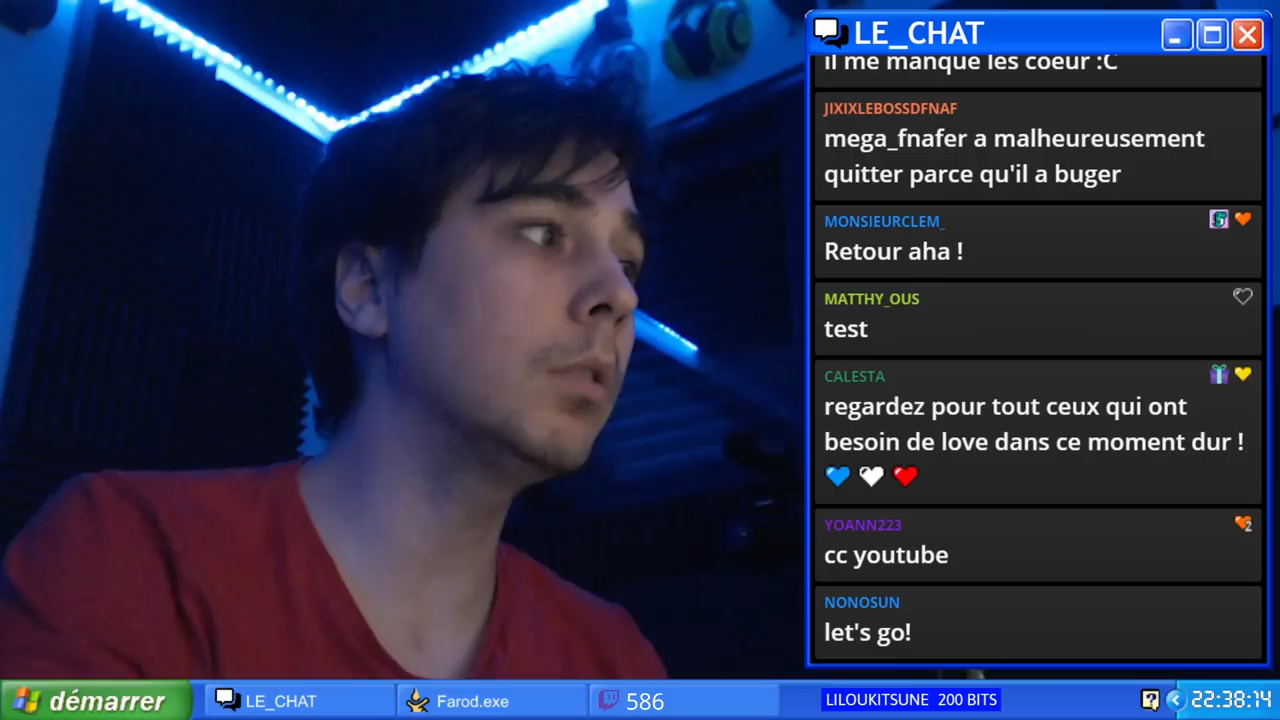 LE_CHAT
il me manque les coeur :C
JIXIXLEBOSSDFNAF
mega_fnafer a malheureusement
quitter parce qu'il a buger
MONSIEURCLEM_
Retour aha !
MATTHY_OUS
test
CALESTA
regardez pour tout ceux qui ont
besoin de love dans ce moment dur !
YOANN223
2
cc youtube
NONOSUN
let's go!
démarrer
LE_CHAT
Farod.exe
586
LILOUKITSUNE 200 BITS
22:38:14